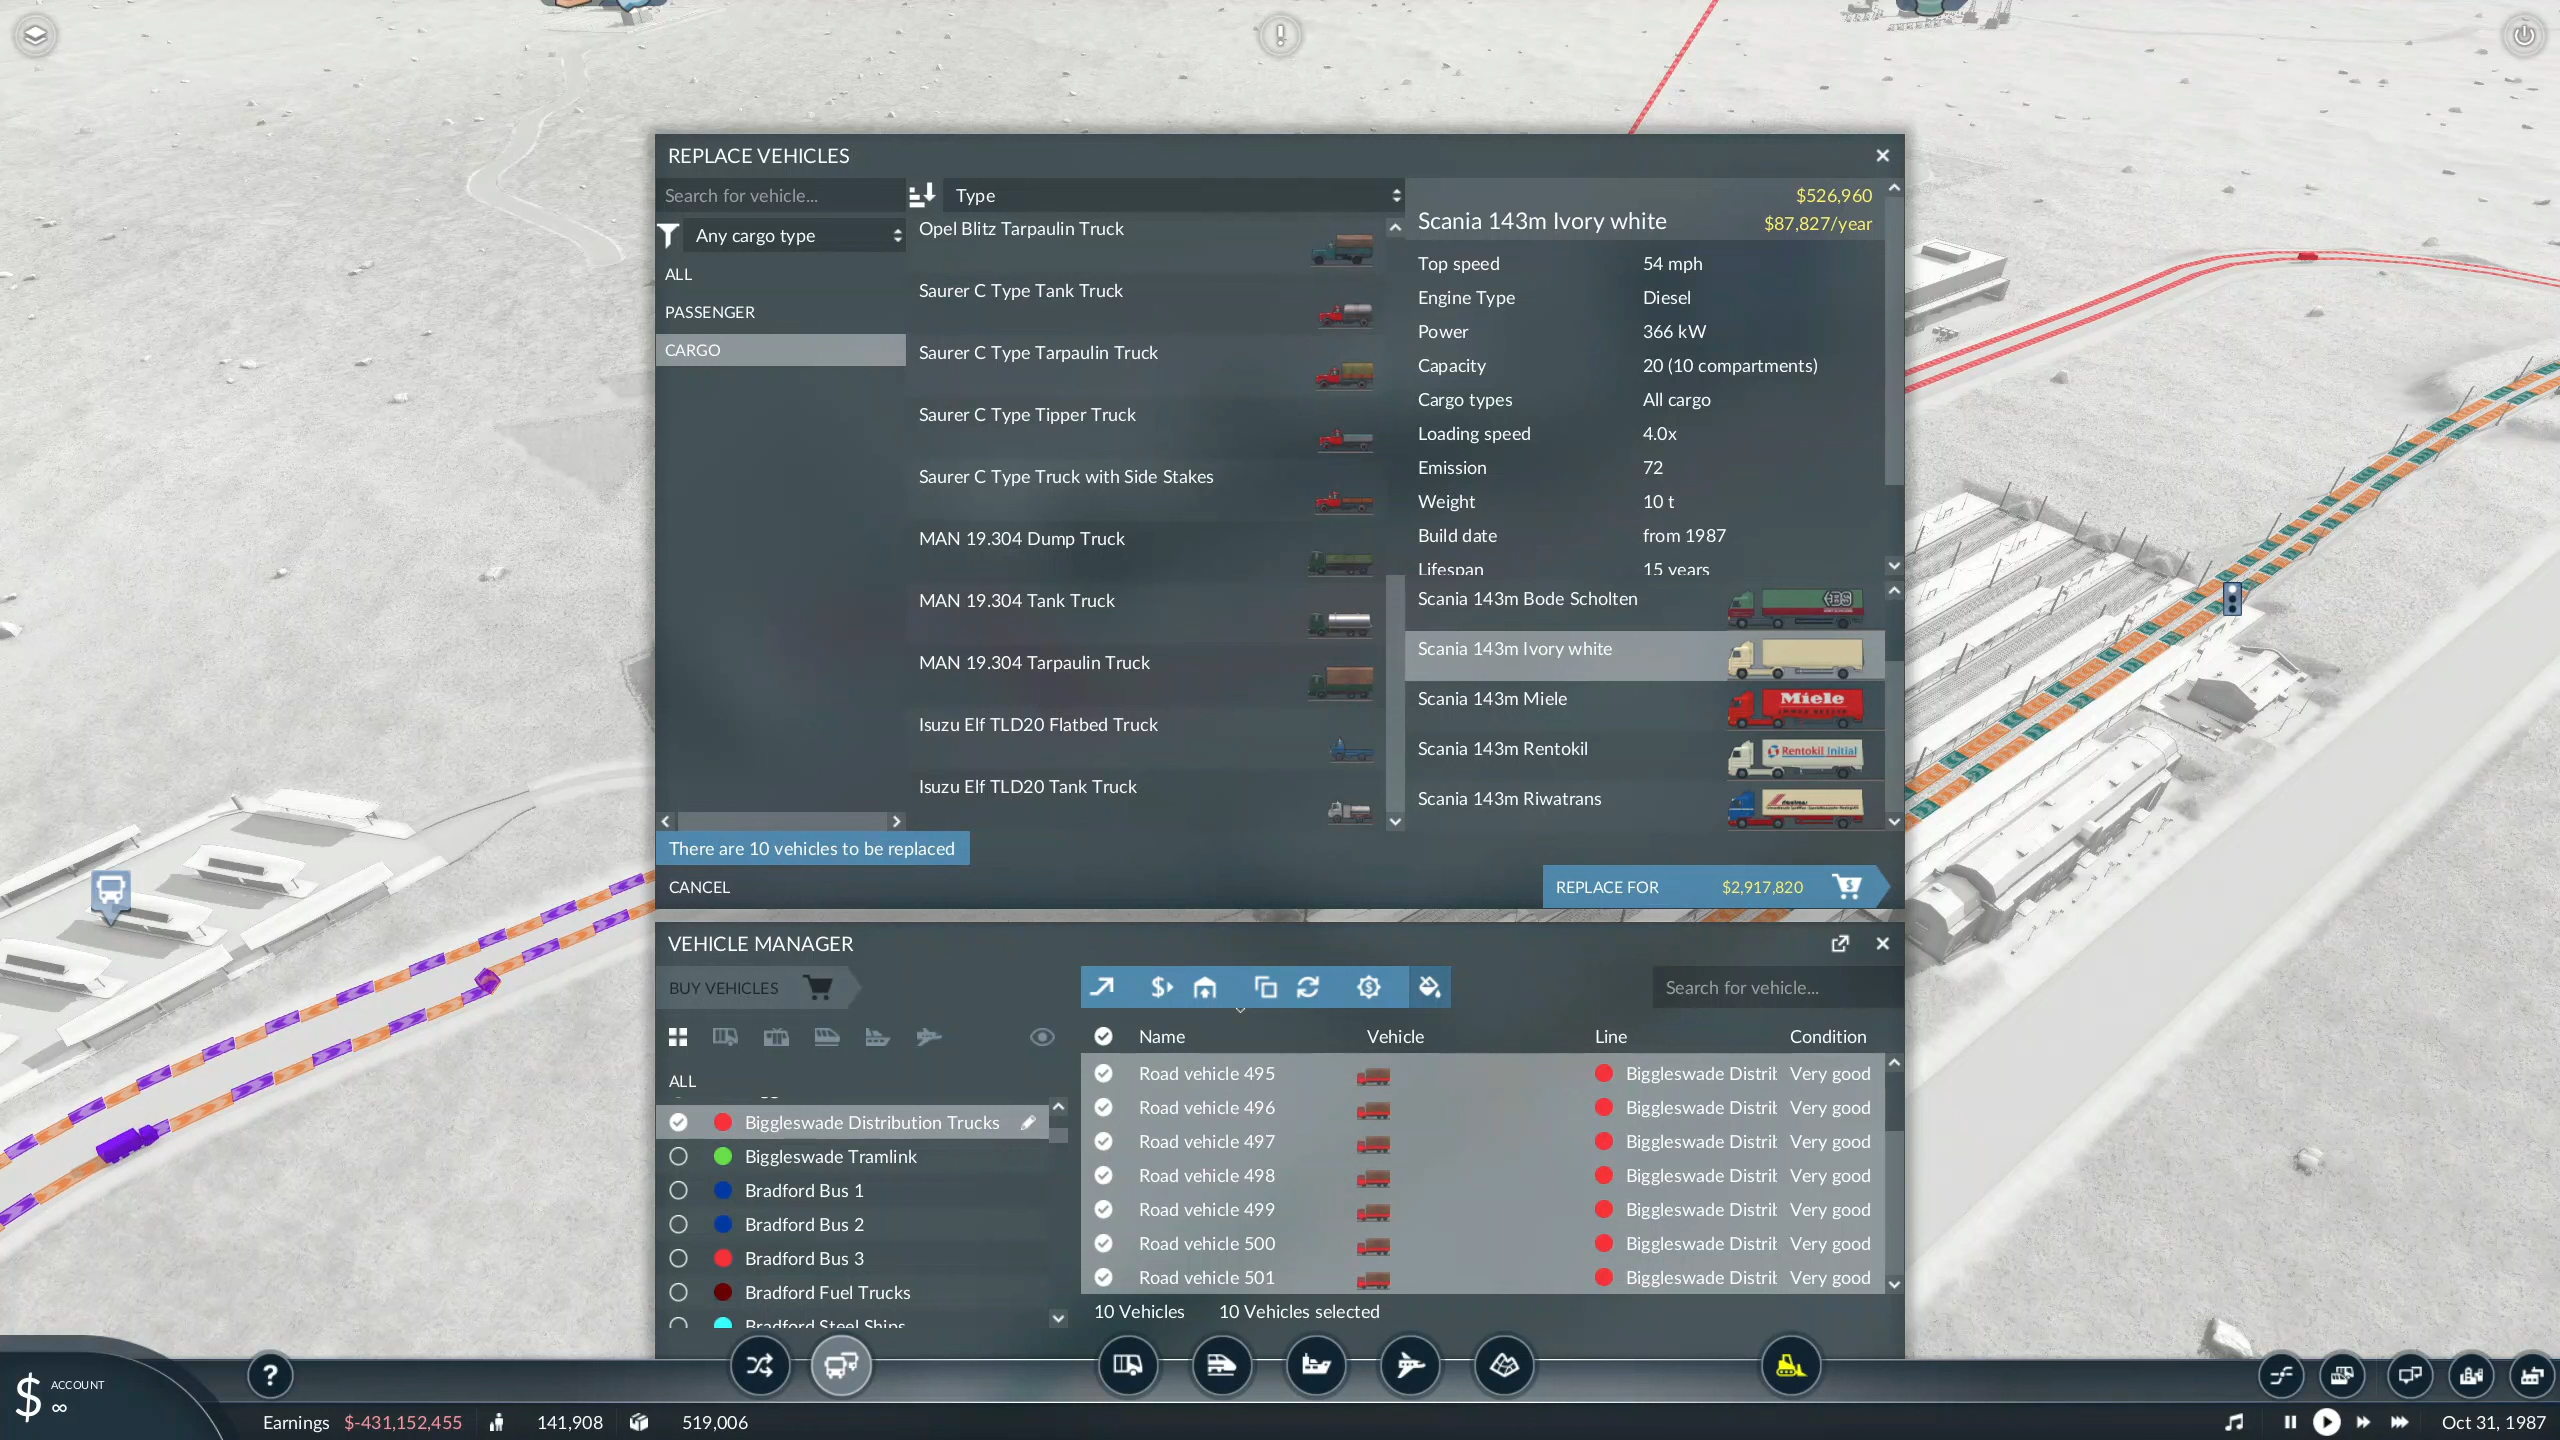 REPLACE VEHICLES
Search for vehicle...
Type
Any cargo type
ALL
PASSENGER
CARGO
Opel Blitz Tarpaulin Truck
Saurer C Type Tank Truck
Saurer C Type Tarpaulin Truck
Saurer C Type Tipper Truck
Saurer C Type Truck with Side Stakes
MAN 19.304 Dump Truck
MAN 19.304 Tank Truck
MAN 19.304 Tarpaulin Truck
Isuzu Elf TLD20 Flatbed Truck
Isuzu Elf TLD20 Tank Truck
$526,960
Scania 143m Ivory white $87,827/year
Top speed 54 mph
Engine Type Diesel
Power 366 kW
Capacity 20 (10 compartments)
Cargo types All cargo
Loading speed 4.0x
Emission 72
Weight 10 t
Build date from 1987
Lifespan 15 years
Scania 143m Bode Scholten BS
Scania 143m Ivory white
Scania 143m Miele Miele
Scania 143m Rentokil Rentokil Initial
Scania 143m Riwatrans
There are 10 vehicles to be replaced
CANCEL
REPLACE FOR $2,917,820
VEHICLE MANAGER
BUY VEHICLES
Search for vehicle...
ALL
Biggleswade Distribution Trucks
Biggleswade Tramlink
Bradford Bus 1
Bradford Bus 2
Bradford Bus 3
Bradford Fuel Trucks
Bradford Steel Ships
Name Vehicle Line Condition
Road vehicle 495 Biggleswade Distrib Very good
Road vehicle 496 Biggleswade Distrib Very good
Road vehicle 497 Biggleswade Distrib Very good
Road vehicle 498 Biggleswade Distrib Very good
Road vehicle 499 Biggleswade Distrib Very good
Road vehicle 500 Biggleswade Distrib Very good
Road vehicle 501 Biggleswade Distrib Very good
10 Vehicles 10 Vehicles selected
$ ACCOUNT
∞
?
Earnings $-431,152,455 141,908 519,006
Oct 31, 1987